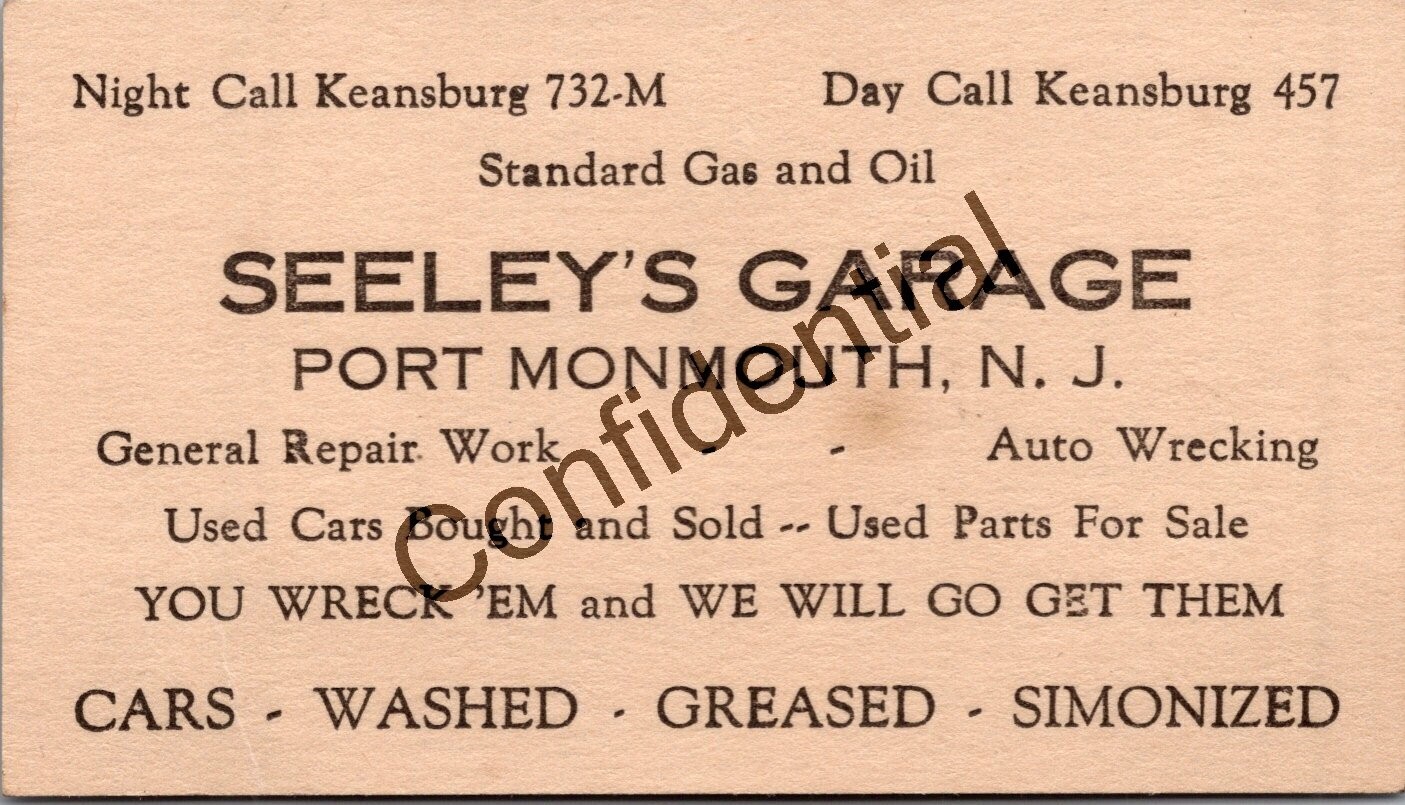 Night Call Keansburg 732-M Day Call Keansburg 457
Standard Gas and Oil
SEELEY'S GARAGE
PORT MONMOUTH, N. J.
General Repair Work - - Auto Wrecking
Used Cars Bought and Sold -- Used Parts For Sale
YOU WRECK 'EM and WE WILL GO GET THEM
CARS - WASHED - GREASED - SIMONIZED
Confidential